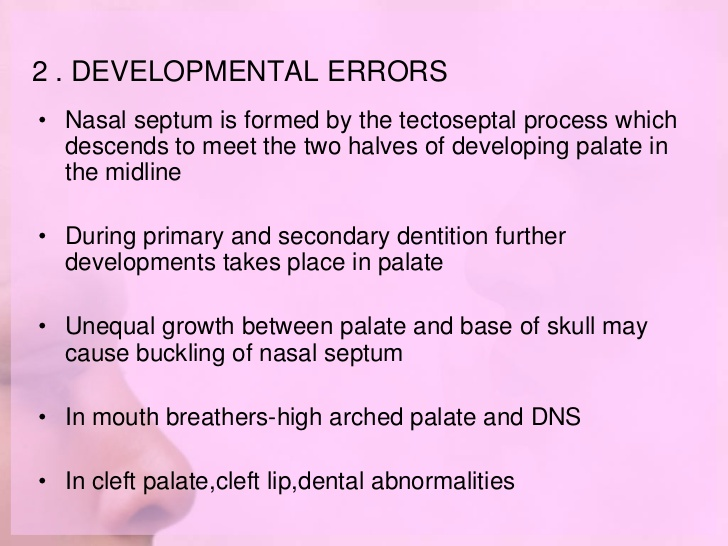 2 . DEVELOPMENTAL ERRORS
• Nasal septum is formed by the tectoseptal process which
descends to meet the two halves of developing palate in
the midline
• During primary and secondary dentition further
developments takes place in palate
• Unequal growth between palate and base of skull may
cause buckling of nasal septum
• In mouth breathers-high arched palate and DNS
• In cleft palate,cleft lip,dental abnormalities